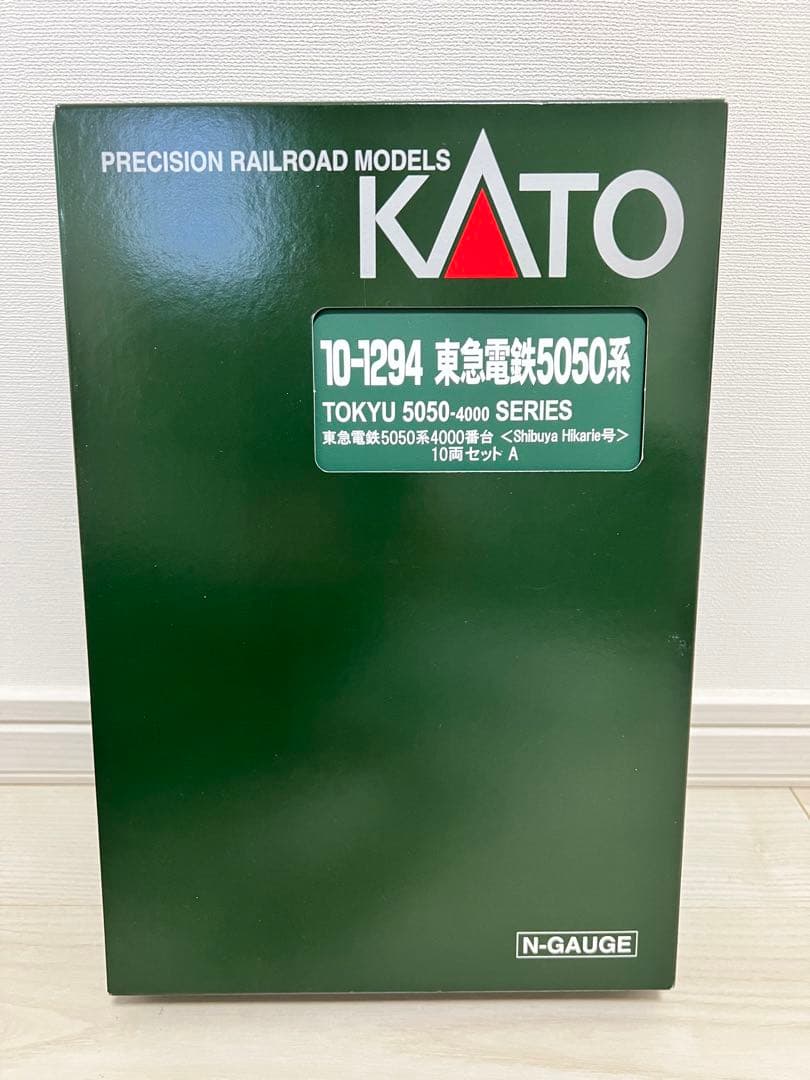 PRECISION RAILROAD MODELS
KATO
10-1294 東急電鉄5050系
TOKYU 5050-4000 SERIES
東急電鉄5050系4000番台 <Shibuya Hikarie号>
10両セット A
N-GAUGE